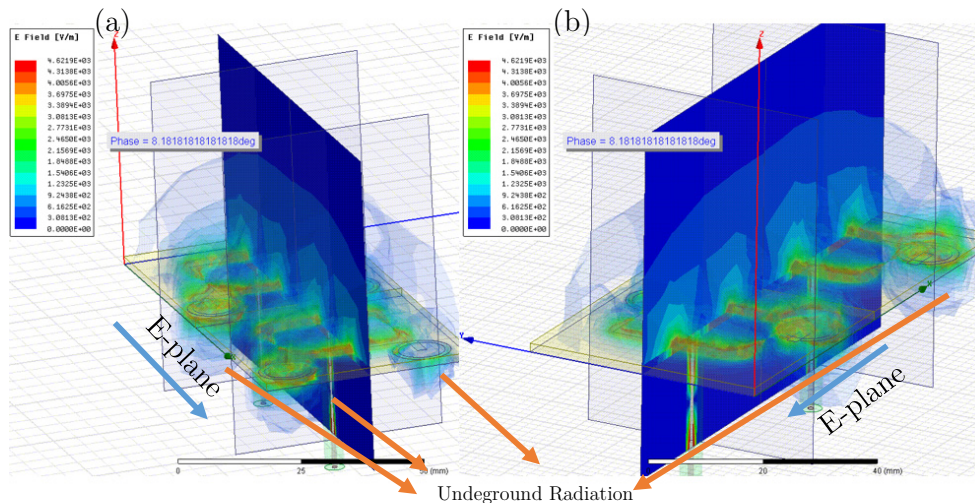 (a)
(b)
E Field [V/m]
4.6219E+03
4.3138E+03
4.0056E+03
3.6975E+03
3.3894E+03
3.0813E+03
2.7731E+03
2.4650E+03
2.1569E+03
1.8488E+03
1.5406E+03
1.2325E+03
9.2438E+02
6.1625E+02
3.0813E+02
0.0000E+00
Z
Phase = 8.18181818181818deg
E-plane
0 25 50 (mm)
E Field [V/m]
4.6219E+03
4.3138E+03
4.0056E+03
3.6975E+03
3.3894E+03
3.0813E+03
2.7731E+03
2.4650E+03
2.1569E+03
1.8488E+03
1.5406E+03
1.2325E+03
9.2438E+02
6.1625E+02
3.0813E+02
0.0000E+00
Z
Phase = 8.18181818181818deg
X
Y
E-plane
20 40 (mm)
Undeground Radiation